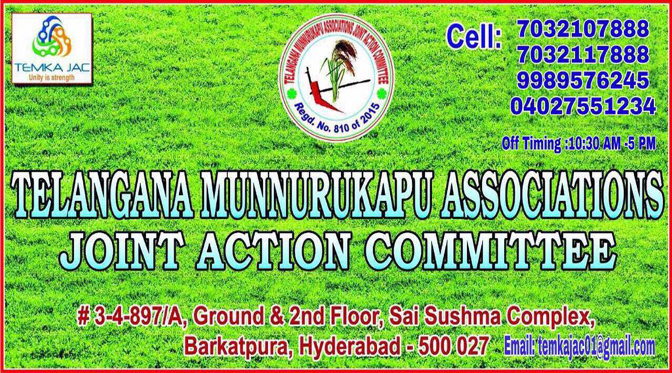 TEMKA JAC
Unity is strength
TELANGANA MUNNURUKAPU ASSOCIATIONS JOINT ACTION COMMITTEE
Regd. No. 810 of 2015
Cell: 7032107888
7032117888
9989576245
04027551234
Off Timing :10:30 AM -5 PM
TELANGANA MUNNURUKAPU ASSOCIATIONS
JOINT ACTION COMMITTEE
# 3-4-897/A, Ground & 2nd Floor, Sai Sushma Complex,
Barkatpura, Hyderabad - 500 027 Email: temkajac01@gmail.com